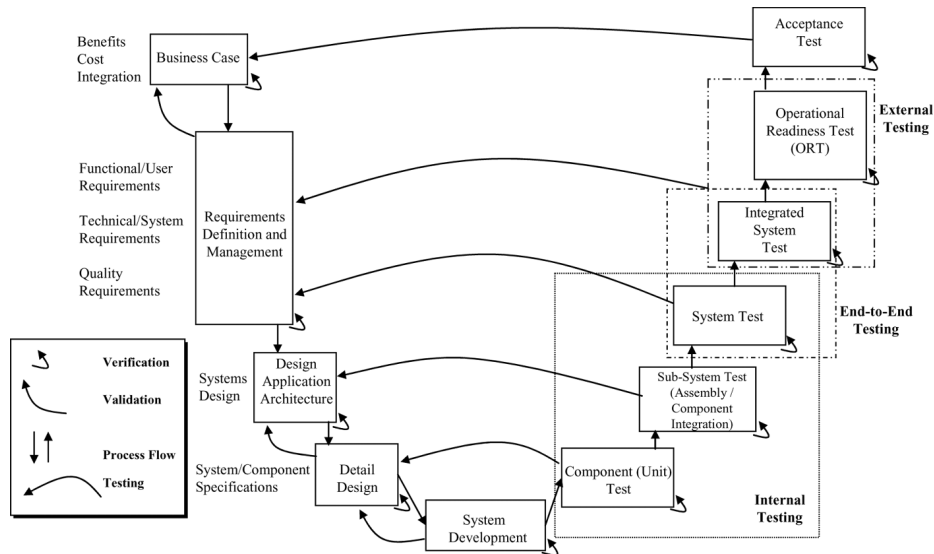 Benefits
Cost
Integration
Business Case
Acceptance
Test
External
Testing
Operational
Readiness Test
(ORT)
Functional/User
Requirements
Technical/System
Requirements
Quality
Requirements
Requirements
Definition and
Management
Integrated
System
Test
End-to-End
Testing
System Test
Systems
Design
Design
Application
Architecture
Sub-System Test
(Assembly /
Component
Integration)
System/Component
Specifications
Detail
Design
Component (Unit)
Test
Internal
Testing
System
Development
Verification
Validation
Process Flow
Testing